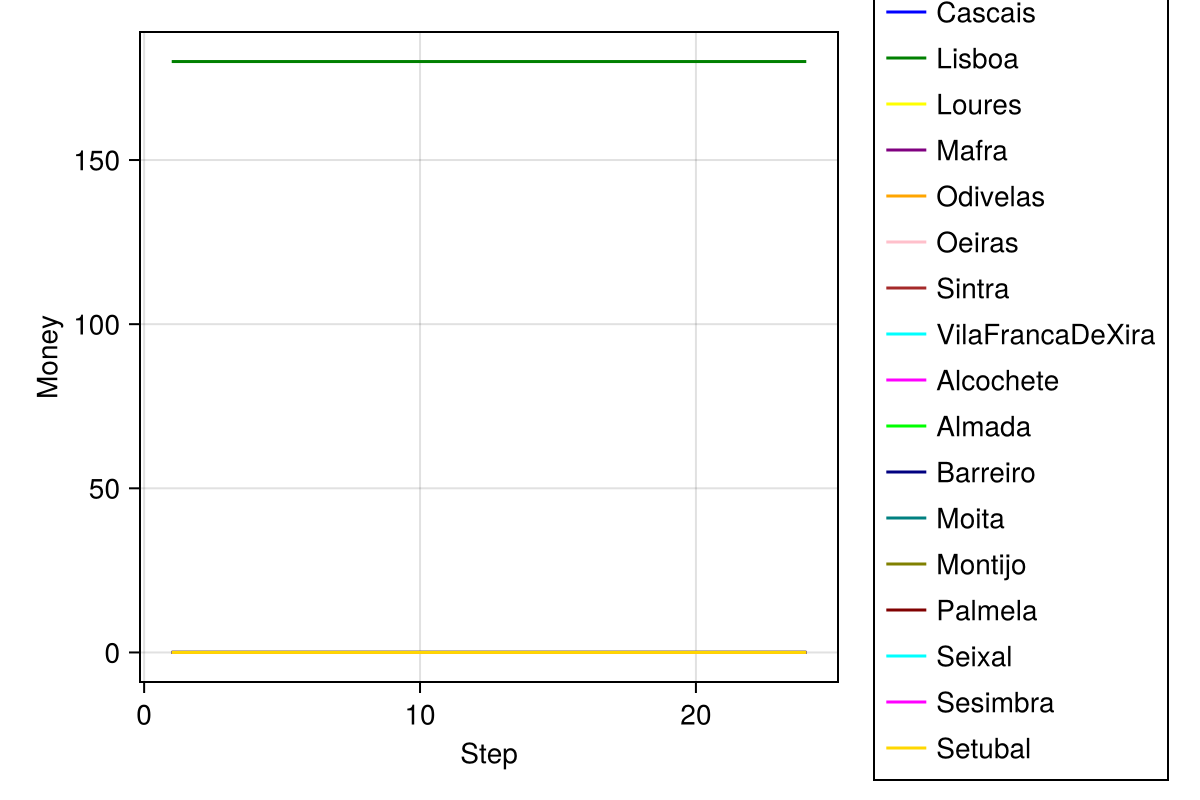 Cascais
Lisboa
Loures
Mafra
Odivelas
Oeiras
Sintra
VilaFrancaDeXira
Alcochete
Almada
Barreiro
Moita
Montijo
Palmela
Seixal
Sesimbra
Setubal
Money
150
100
50
0
0 10 20
Step